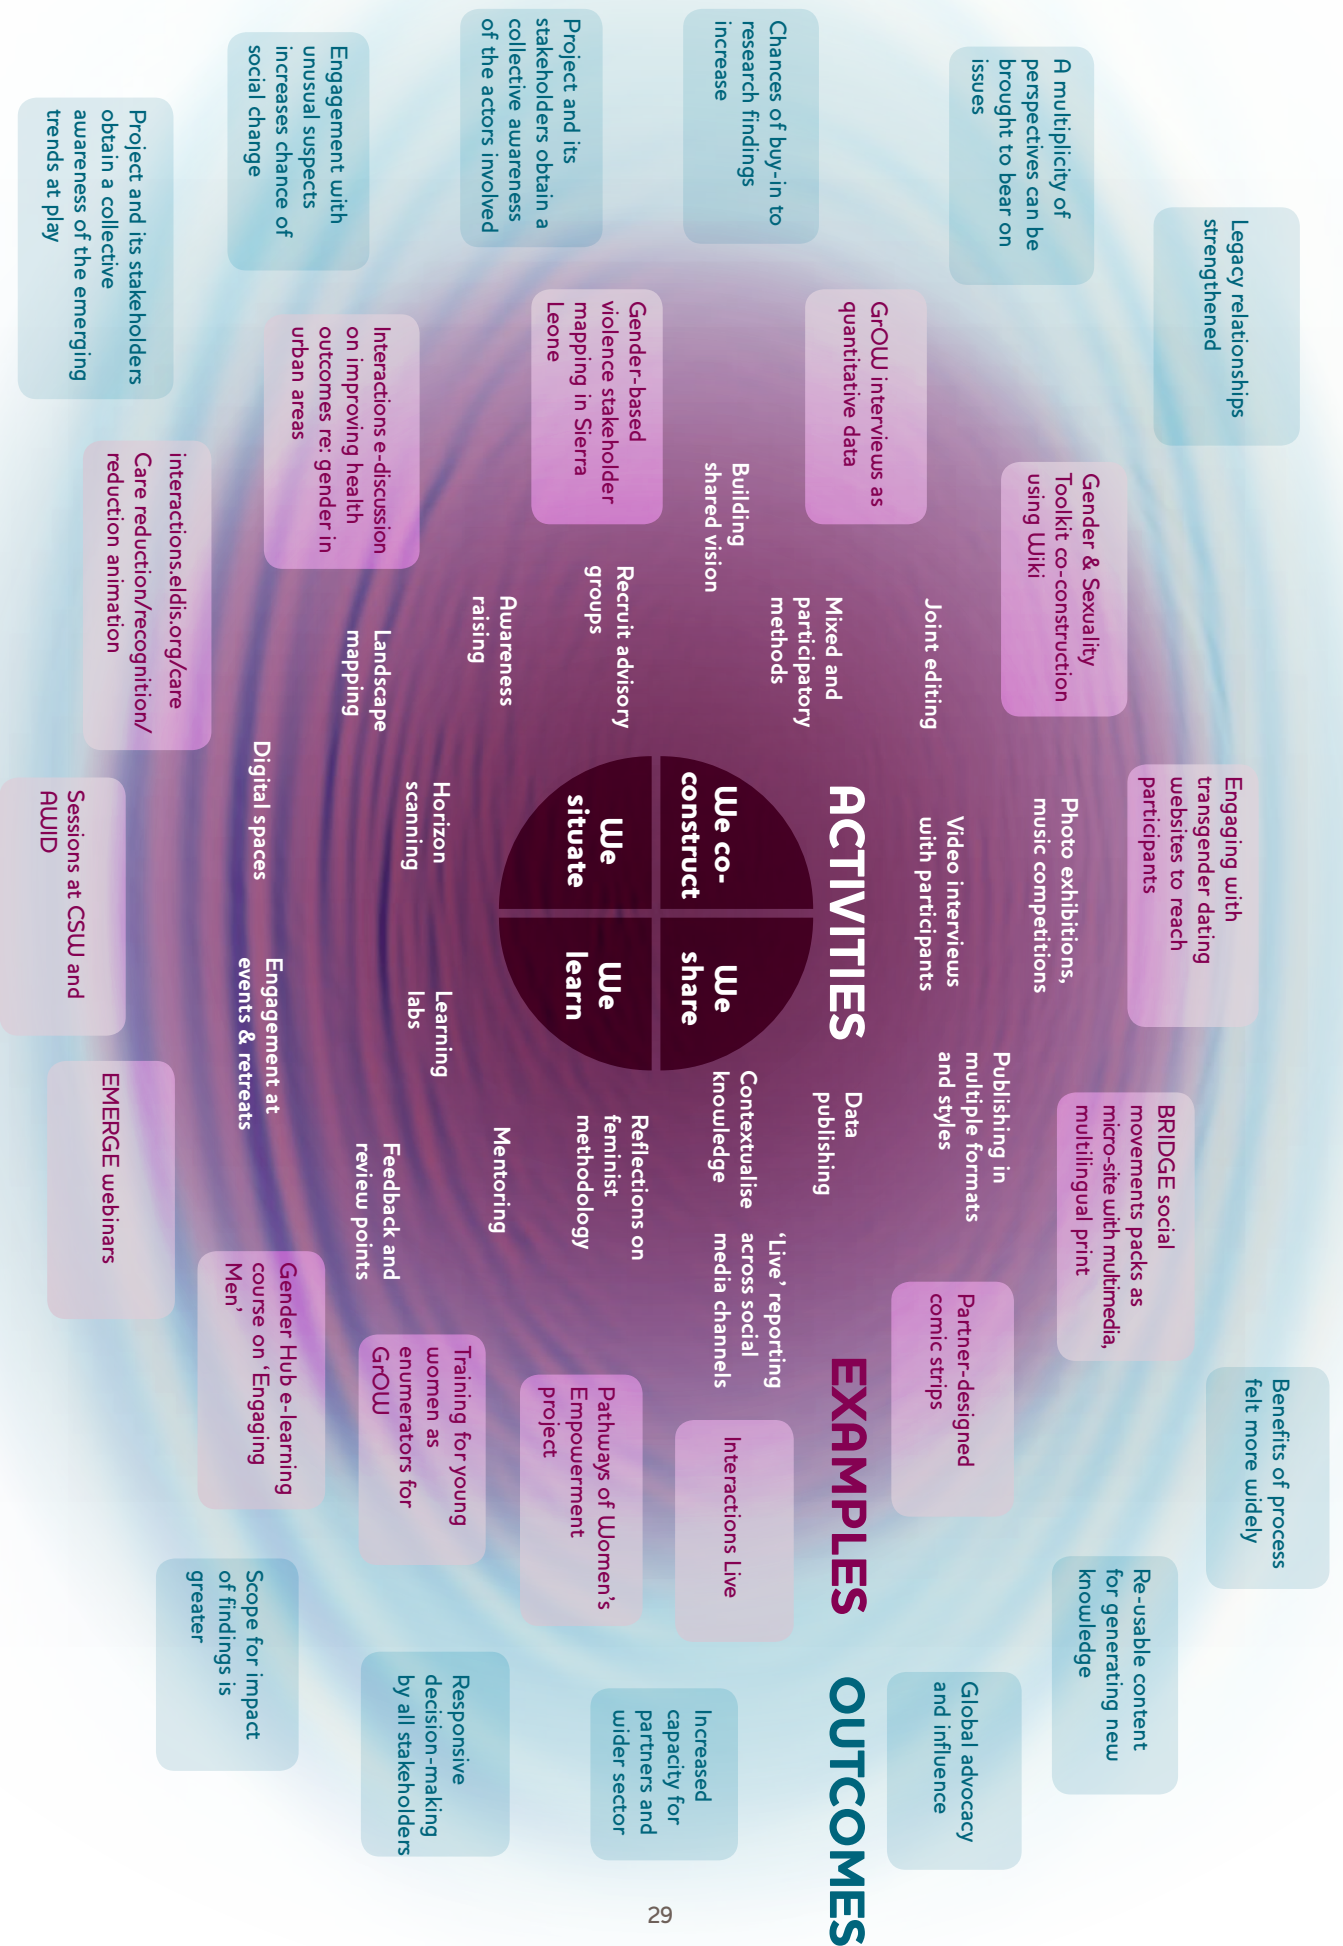 Legacy relationships
strengthened
A multiplicity of
perspectives can be
brought to bear on
issues
Chances of buy-in to
research findings
increase
Project and its
stakeholders obtain a
collective awareness
of the actors involved
Engagement with
unusual suspects
increases chance of
social change
Project and its stakeholders
obtain a collective
awareness of the emerging
trends at play
Engaging with
transgender dating
websites to reach
participants
Gender & Sexuality
Toolkit co-construction
using Wiki
GrOW interviews as
quantitative data
Gender-based
violence stakeholder
mapping in Sierra
Leone
Interactions e-discussion
on improving health
outcomes re: gender in
urban areas
interactions.eldis.org/care
Care reduction/recognition/
reduction animation
Sessions at CSW and
AWID
Photo exhibitions,
music competitions
Video interviews
with participants
Joint editing
Mixed and
participatory
methods
Building
shared vision
Recruit advisory
groups
Awareness
raising
Landscape
mapping
Horizon
scanning
Digital spaces
ACTIVITIES
We co-
construct
We
share
We
situate
We
learn
Publishing in
multiple formats
and styles
Data
publishing
Contextualise
knowledge
'Live' reporting
across social
media channels
Reflections on
feminist
methodology
Mentoring
Learning
labs
Feedback and
review points
Engagement at
events & retreats
EXAMPLES
BRIDGE social
movements packs as
micro-site with multimedia,
multilingual print
Partner-designed
comic strips
Interactions Live
Pathways of Women's
Empowerment
project
Training for young
women as
enumerators for
GrOW
Gender Hub e-learning
course on 'Engaging
Men'
EMERGE webinars
OUTCOMES
Benefits of process
felt more widely
Re-usable content
for generating new
knowledge
Global advocacy
and influence
Increased
capacity for
partners and
wider sector
Responsive
decision-making
by all stakeholders
Scope for impact
of findings is
greater
29